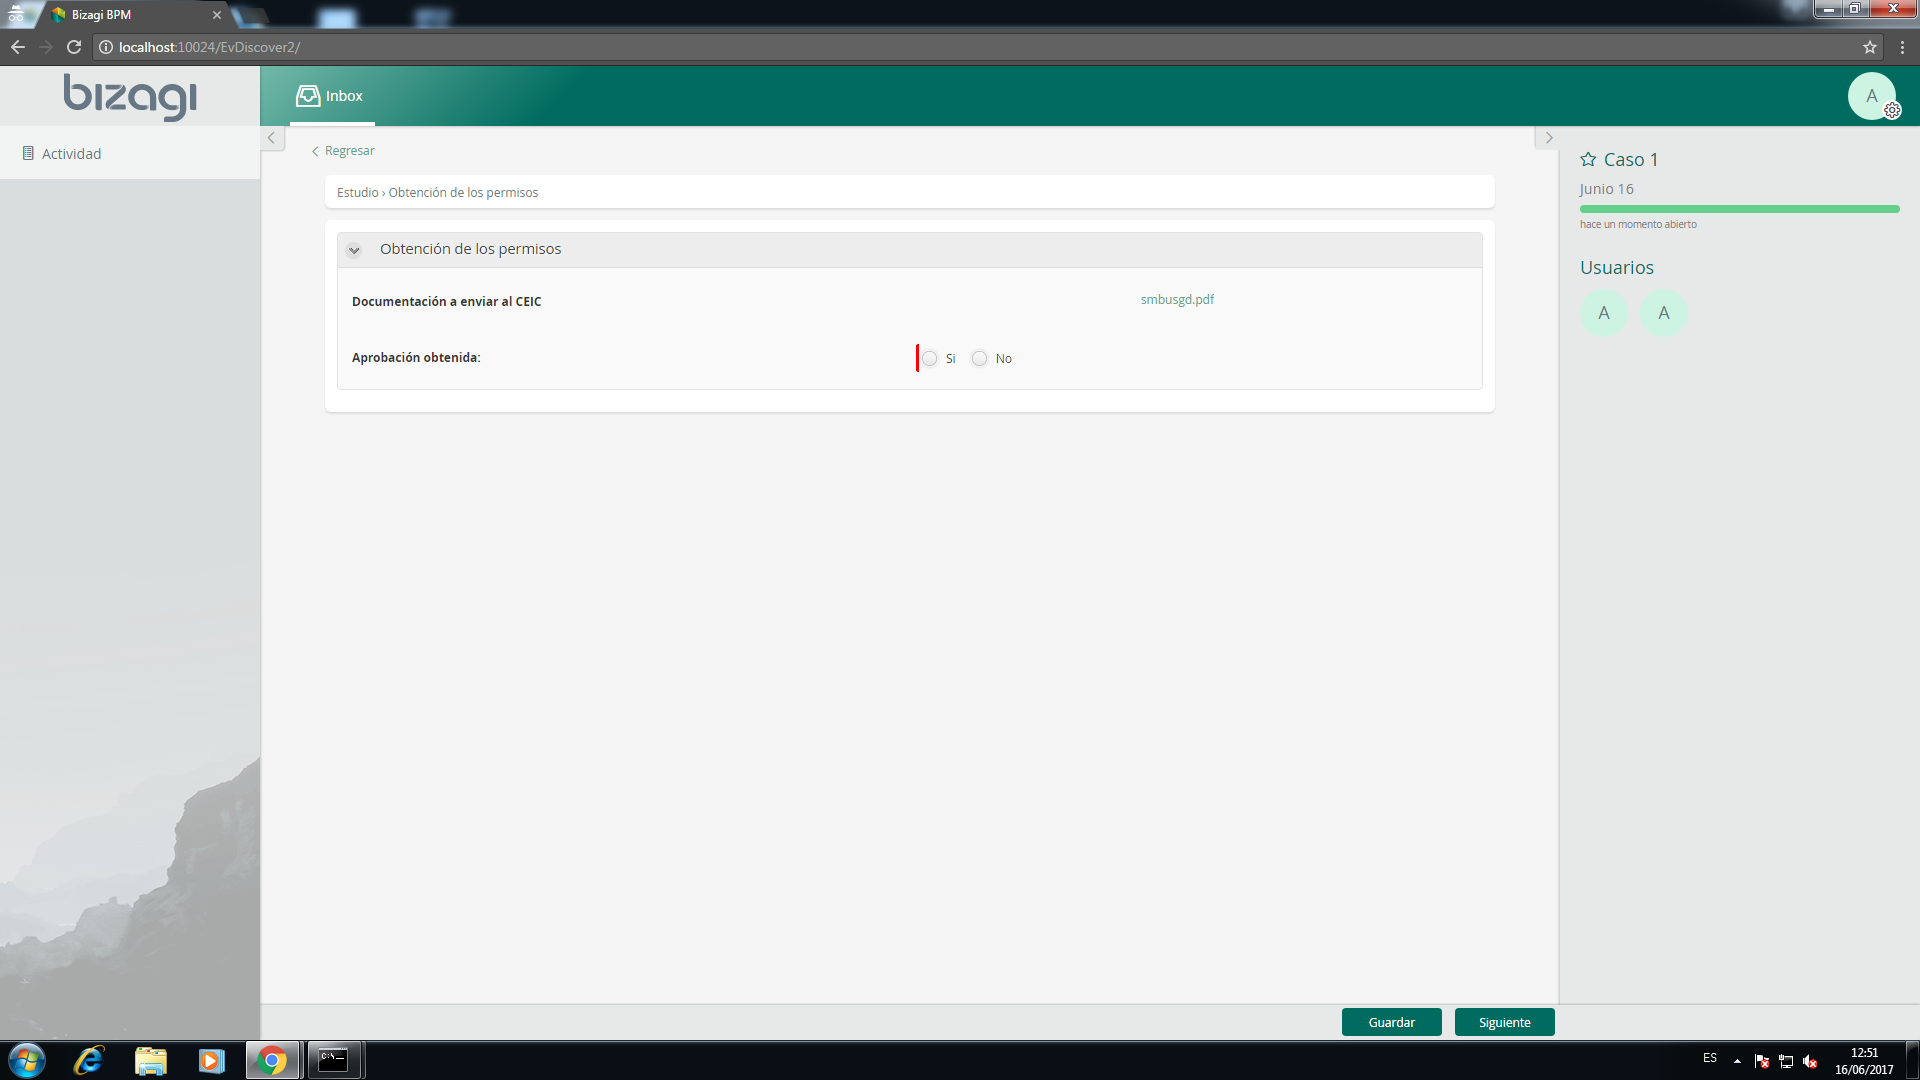 Bizagi BPM
localhost:10024/EvDiscover2/
bizagi
Inbox
A
Actividad
Regresar
Estudio › Obtención de los permisos
Obtención de los permisos
Documentación a enviar al CEIC
smbusgd.pdf
Aprobación obtenida:
Si
No
Caso 1
Junio 16
hace un momento abierto
Usuarios
A A
Guardar
Siguiente
C:\
ES
12:51
16/06/2017